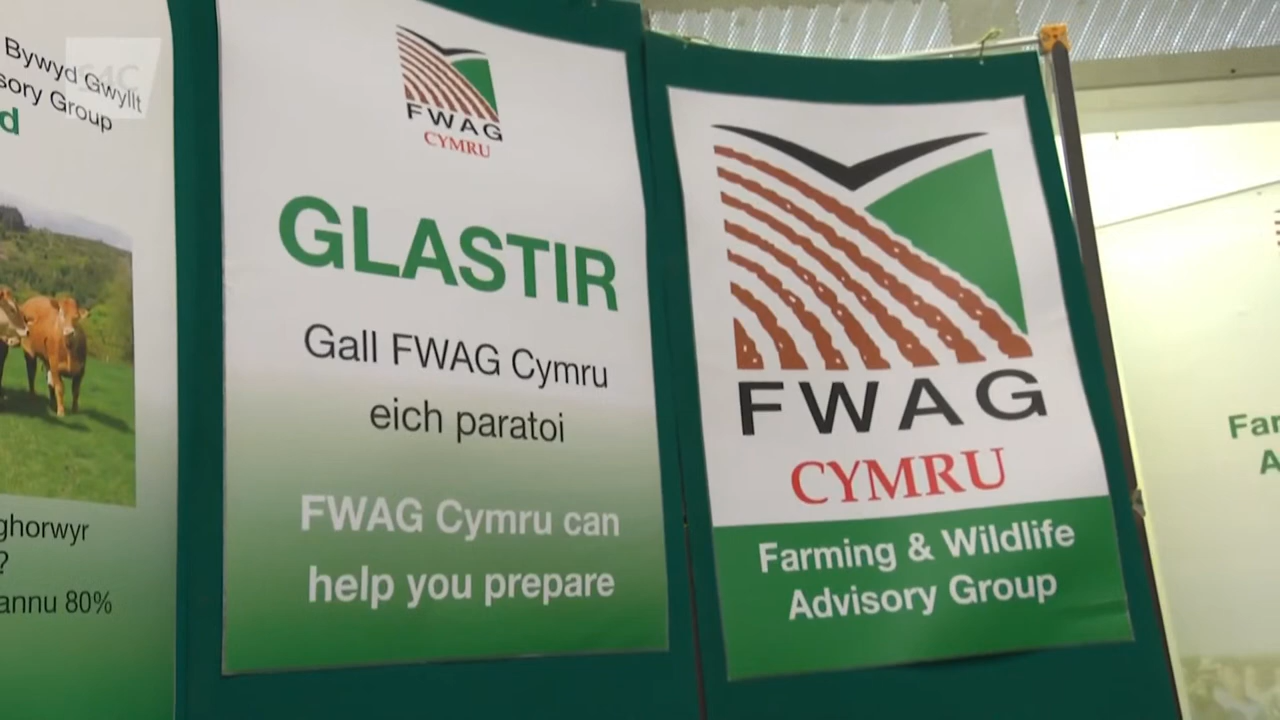 S4C
Bywyd Gwyllt
sory Group
d
ghorwyr
?
annu 80%
FWAG
CYMRU
GLASTIR
Gall FWAG Cymru
eich paratoi
FWAG Cymru can
help you prepare
FWAG
CYMRU
Farming & Wildlife
Advisory Group
Far
A